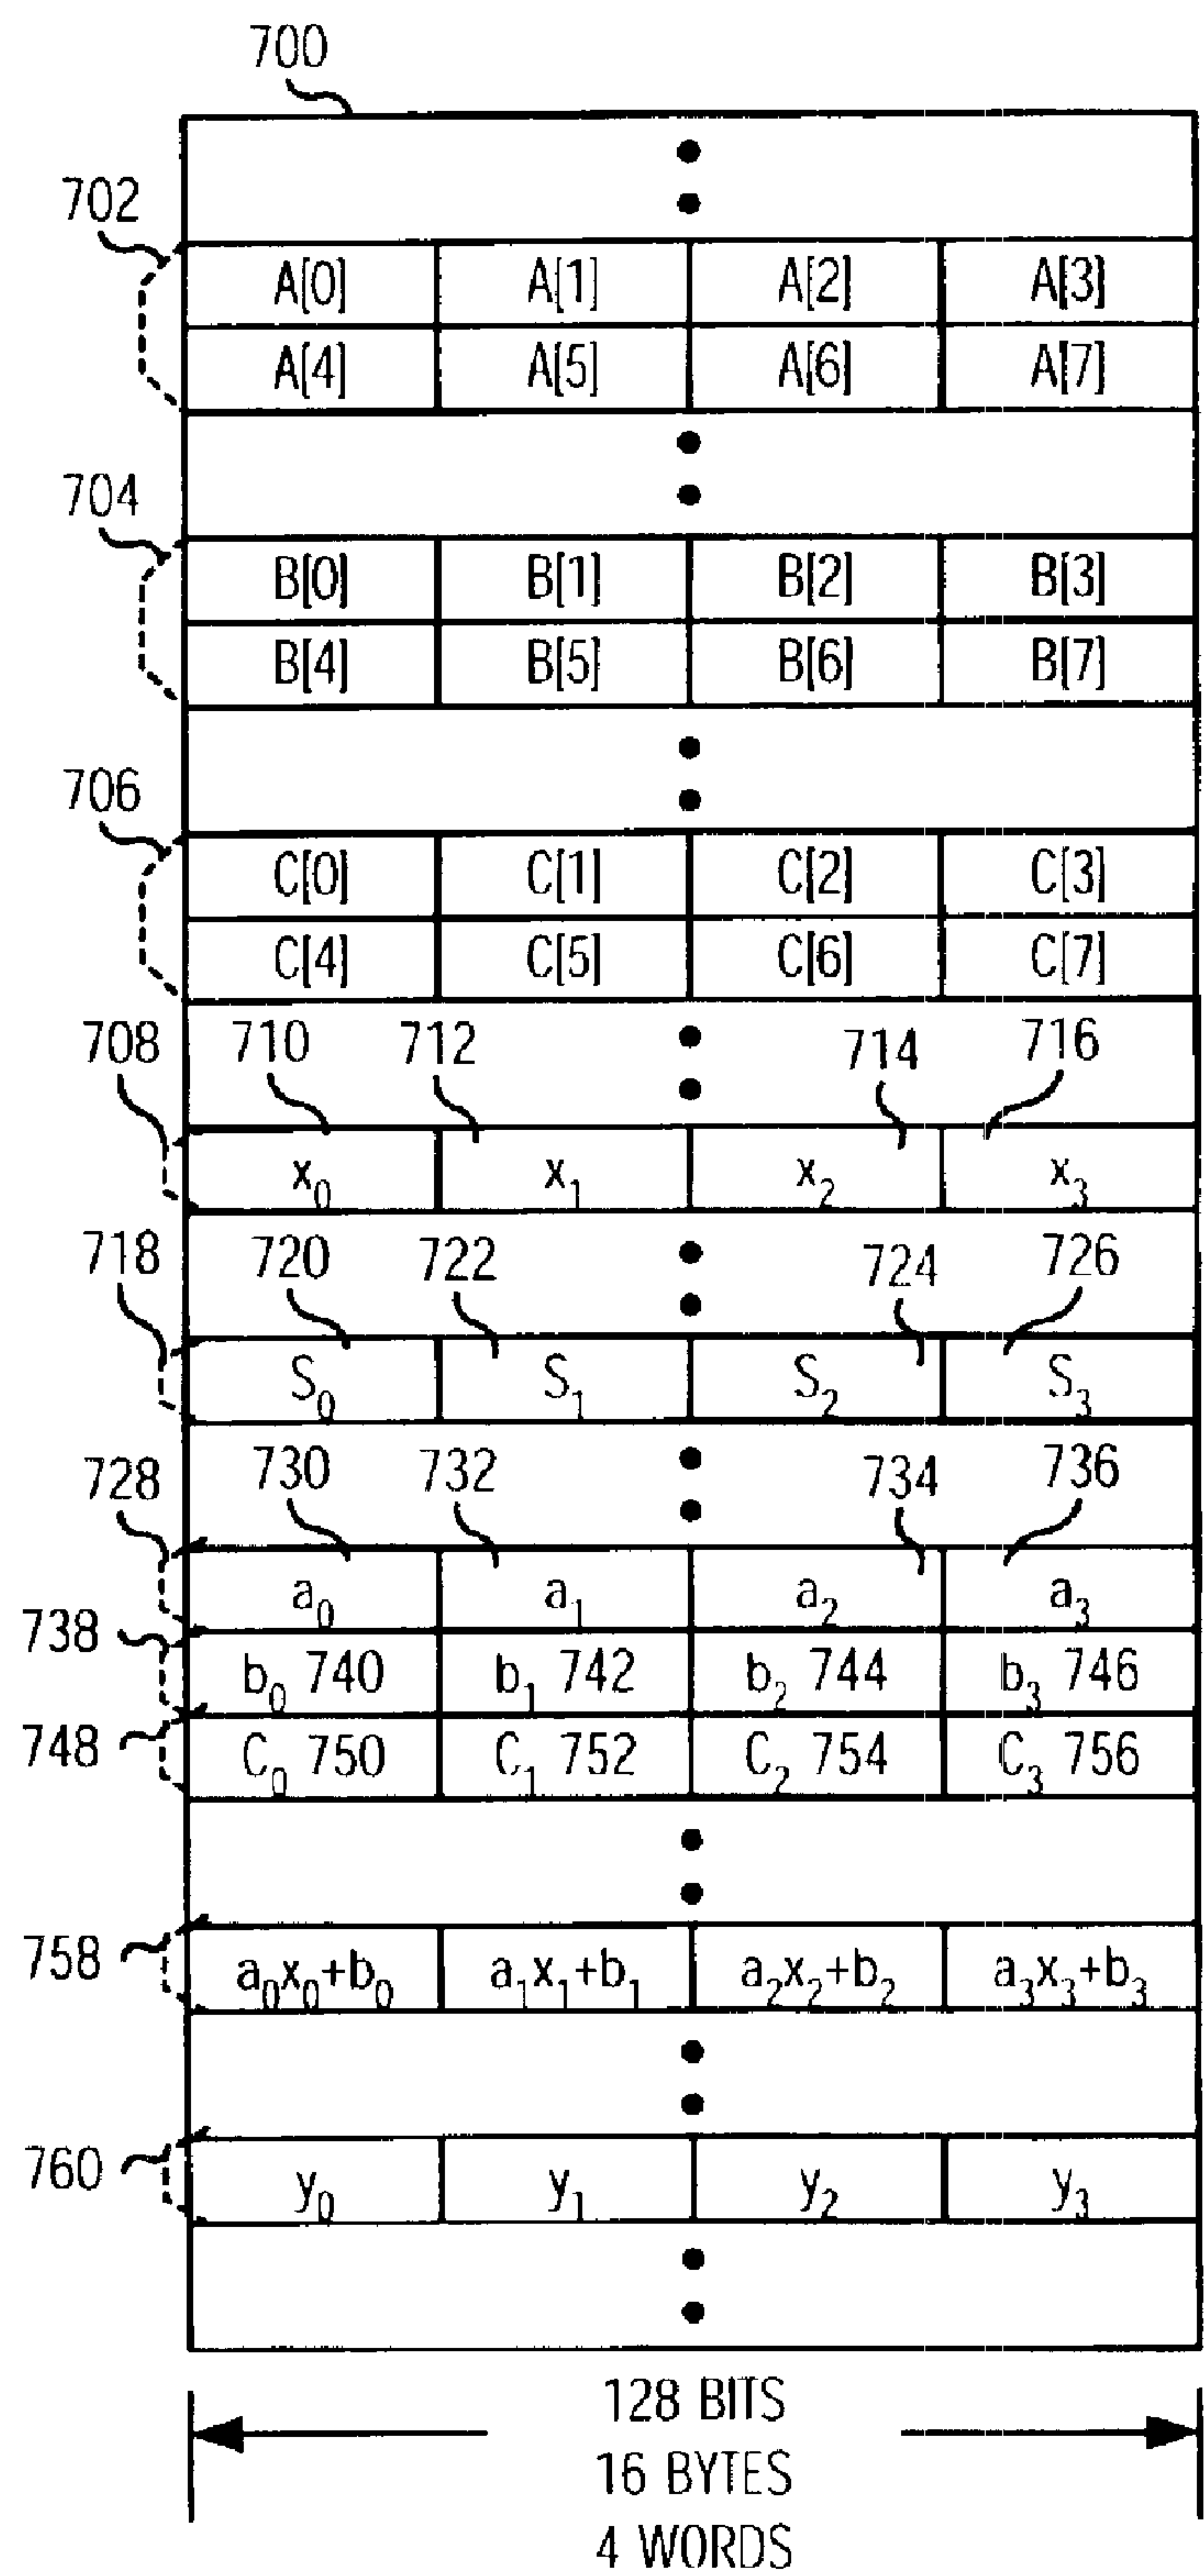 700
702
A[0] A[1] A[2] A[3]
A[4] A[5] A[6] A[7]
704
B[0] B[1] B[2] B[3]
B[4] B[5] B[6] B[7]
706
C[0] C[1] C[2] C[3]
C[4] C[5] C[6] C[7]
708 710 712 714 716
x₀ x₁ x₂ x₃
718 720 722 724 726
S₀ S₁ S₂ S₃
728 730 732 734 736
a₀ a₁ a₂ a₃
738 b₀ 740 b₁ 742 b₂ 744 b₃ 746
748 C₀ 750 C₁ 752 C₂ 754 C₃ 756
758 a₀x₀+b₀ a₁x₁+b₁ a₂x₂+b₂ a₃x₃+b₃
760 y₀ y₁ y₂ y₃
128 BITS
16 BYTES
4 WORDS